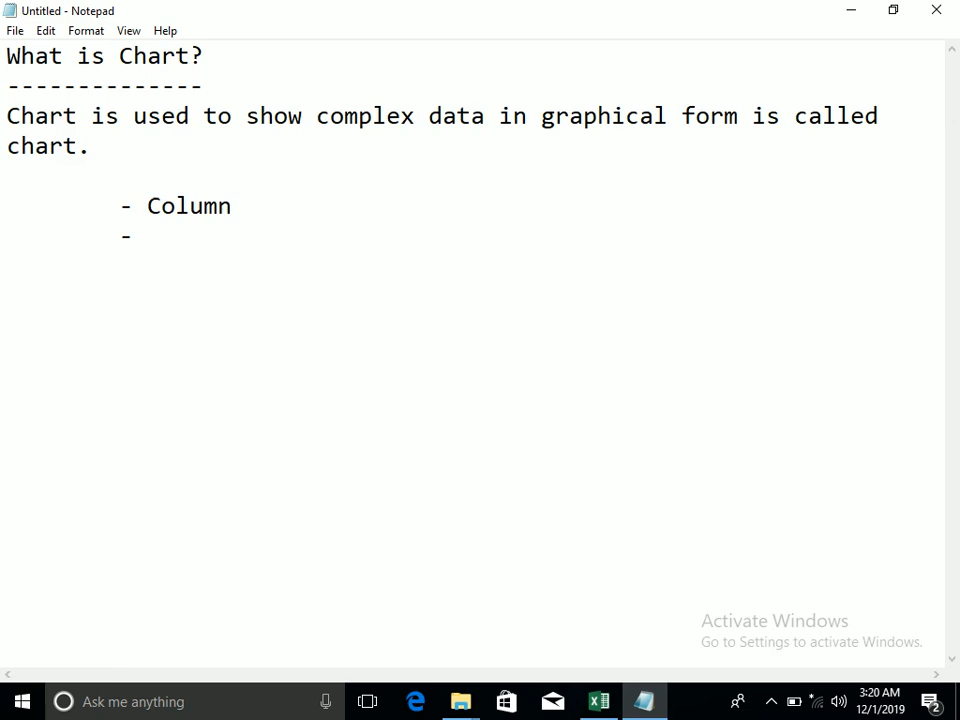 Untitled - Notepad
File Edit Format View Help
What is Chart?
--------------
Chart is used to show complex data in graphical form is called
chart.
- Column
-
Activate Windows
Go to Settings to activate Windows.
Ask me anything
3:20 AM
12/1/2019
2